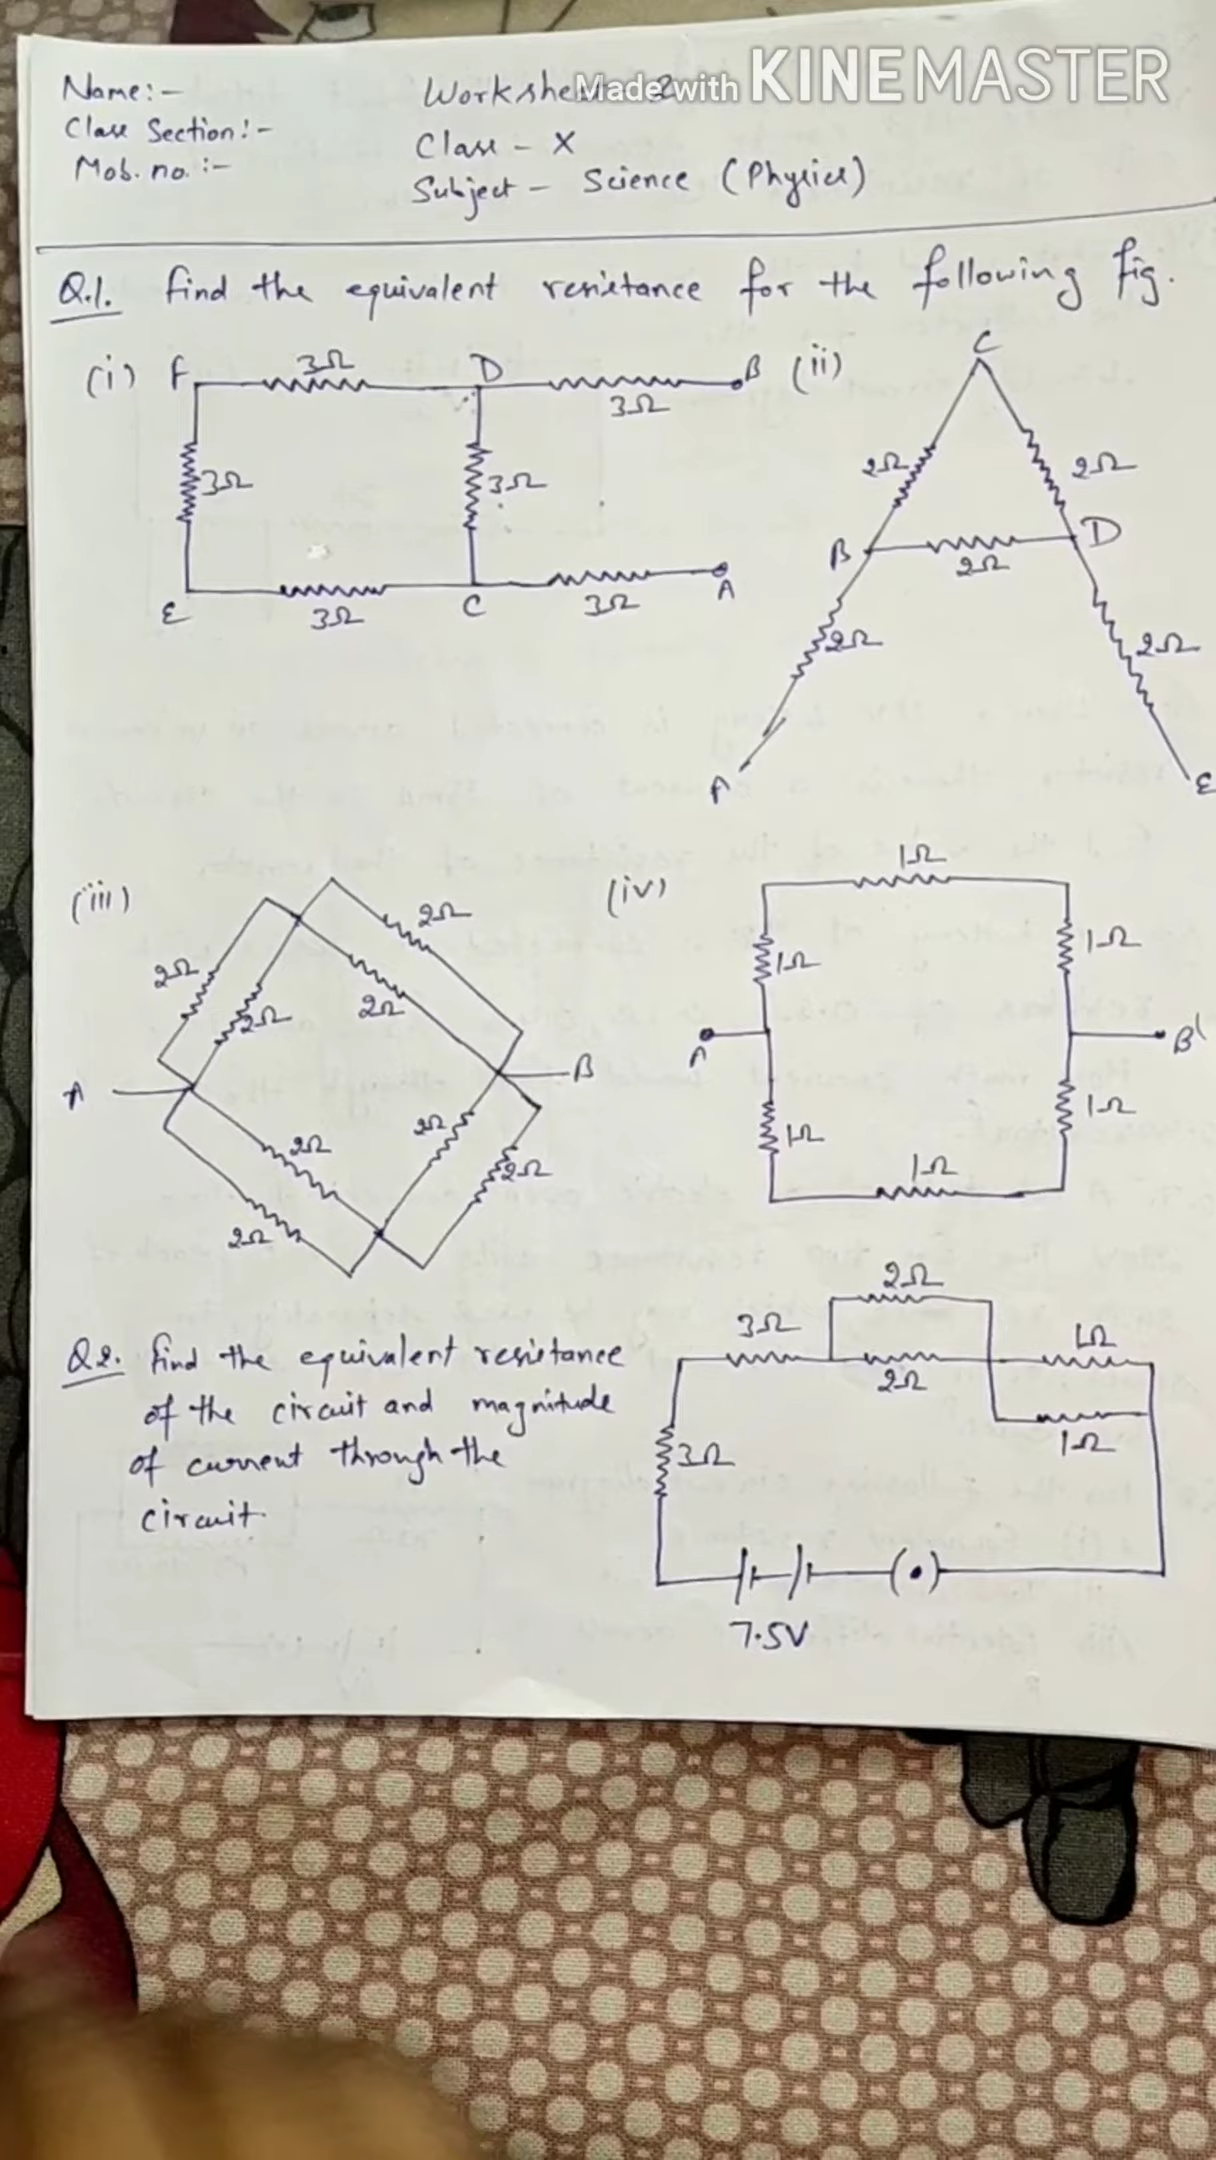 Made with KINEMASTER
Name:-
Worksheet 2
Class Section:-
Class - X
Mob. no. :-
Subject - Science (Physics)
Q.1. find the equivalent resistance for the following fig.
(i) F 3Ω D B
3Ω
3Ω
3Ω
E 3Ω C 3Ω A
(ii) C
2Ω 2Ω
B 2Ω D
2Ω 2Ω
A E
(iii) 2Ω
2Ω
2Ω 2Ω
A B
2Ω 2Ω
2Ω 2Ω
(iv) 1Ω
1Ω 1Ω
A B
1Ω 1Ω
1Ω
Q2. find the equivalent resistance
of the circuit and magnitude
of current through the
circuit.
2Ω
3Ω 1Ω
2Ω
1Ω
3Ω
7.5V